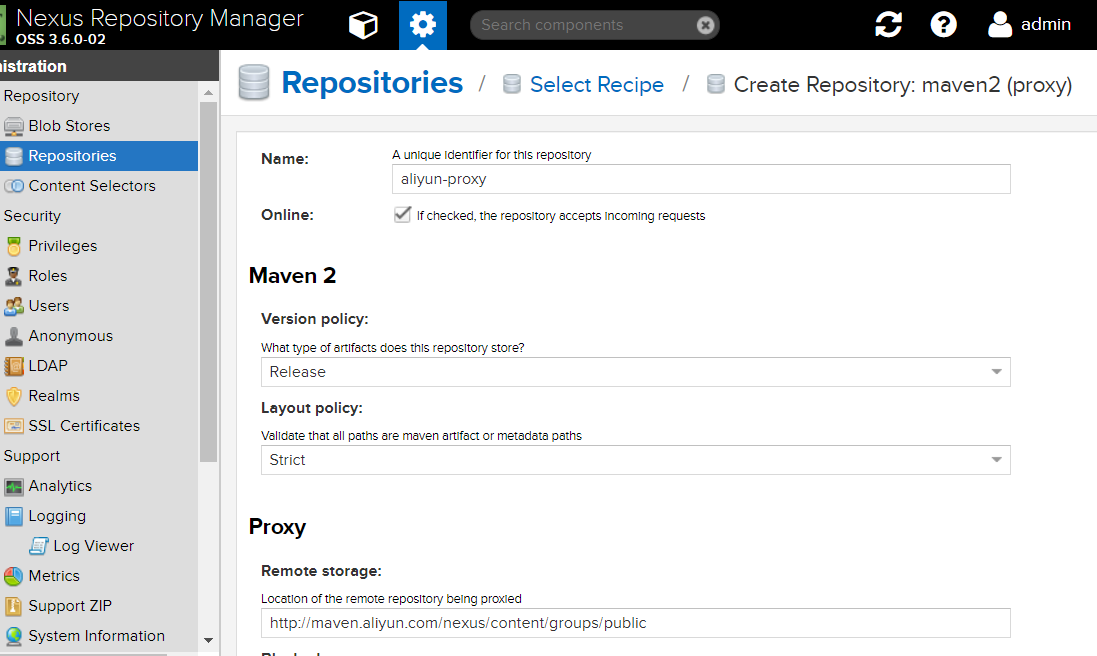 Nexus Repository Manager
OSS 3.6.0-02
Search components
admin
istration
Repository
Blob Stores
Repositories
Content Selectors
Security
Privileges
Roles
Users
Anonymous
LDAP
Realms
SSL Certificates
Support
Analytics
Logging
Log Viewer
Metrics
Support ZIP
System Information
Repositories / Select Recipe / Create Repository: maven2 (proxy)
Name: A unique identifier for this repository
aliyun-proxy
Online: If checked, the repository accepts incoming requests
Maven 2
Version policy:
What type of artifacts does this repository store?
Release
Layout policy:
Validate that all paths are maven artifact or metadata paths
Strict
Proxy
Remote storage:
Location of the remote repository being proxied
http://maven.aliyun.com/nexus/content/groups/public